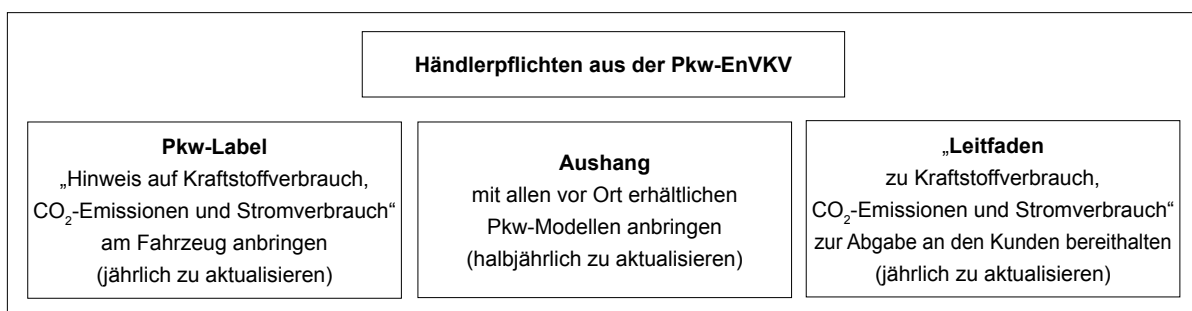 Händlerpflichten aus der Pkw-EnVKV
Pkw-Label
„Hinweis auf Kraftstoffverbrauch,
CO₂-Emissionen und Stromverbrauch“
am Fahrzeug anbringen
(jährlich zu aktualisieren)
Aushang
mit allen vor Ort erhältlichen
Pkw-Modellen anbringen
(halbjährlich zu aktualisieren)
„Leitfaden
zu Kraftstoffverbrauch,
CO₂-Emissionen und Stromverbrauch“
zur Abgabe an den Kunden bereithalten
(jährlich zu aktualisieren)